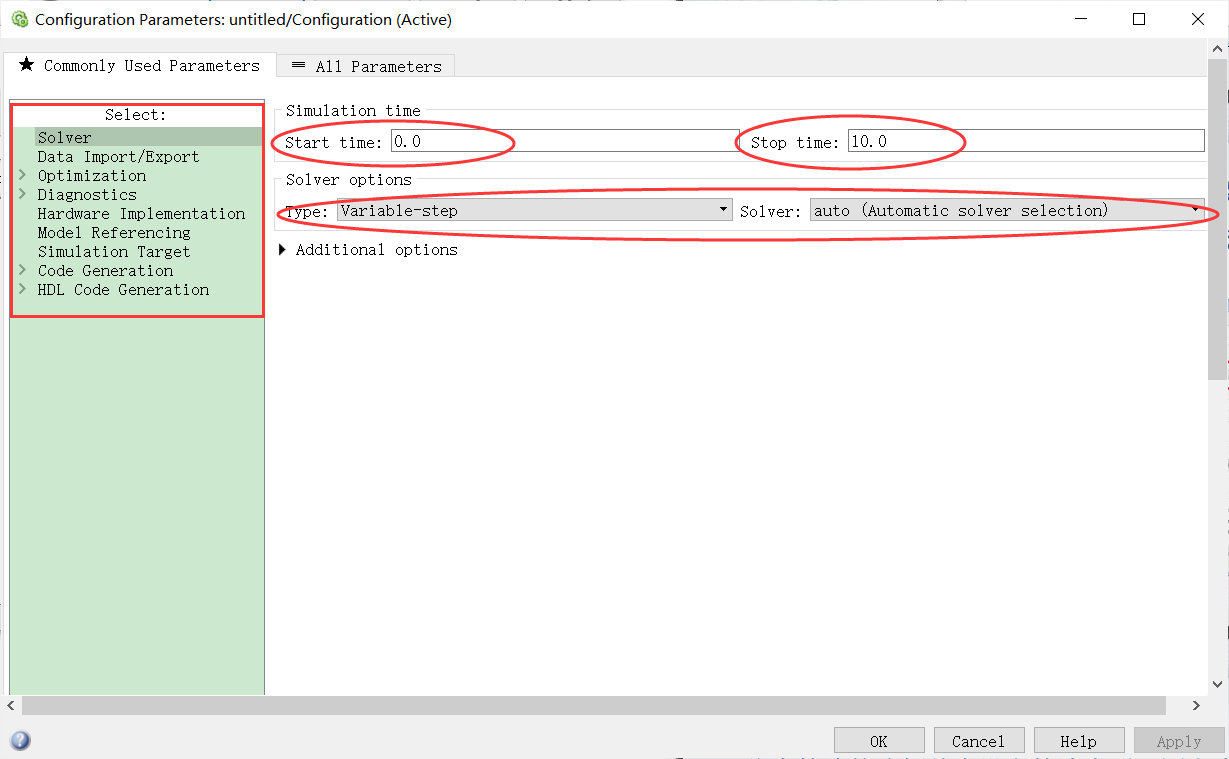 Configuration Parameters: untitled/Configuration (Active)
Commonly Used Parameters
All Parameters
Select:
Solver
Data Import/Export
Optimization
Diagnostics
Hardware Implementation
Model Referencing
Simulation Target
Code Generation
HDL Code Generation
Simulation time
Start time: 0.0 Stop time: 10.0
Solver options
Type: Variable-step Solver: auto (Automatic solver selection)
Additional options
OK Cancel Help Apply